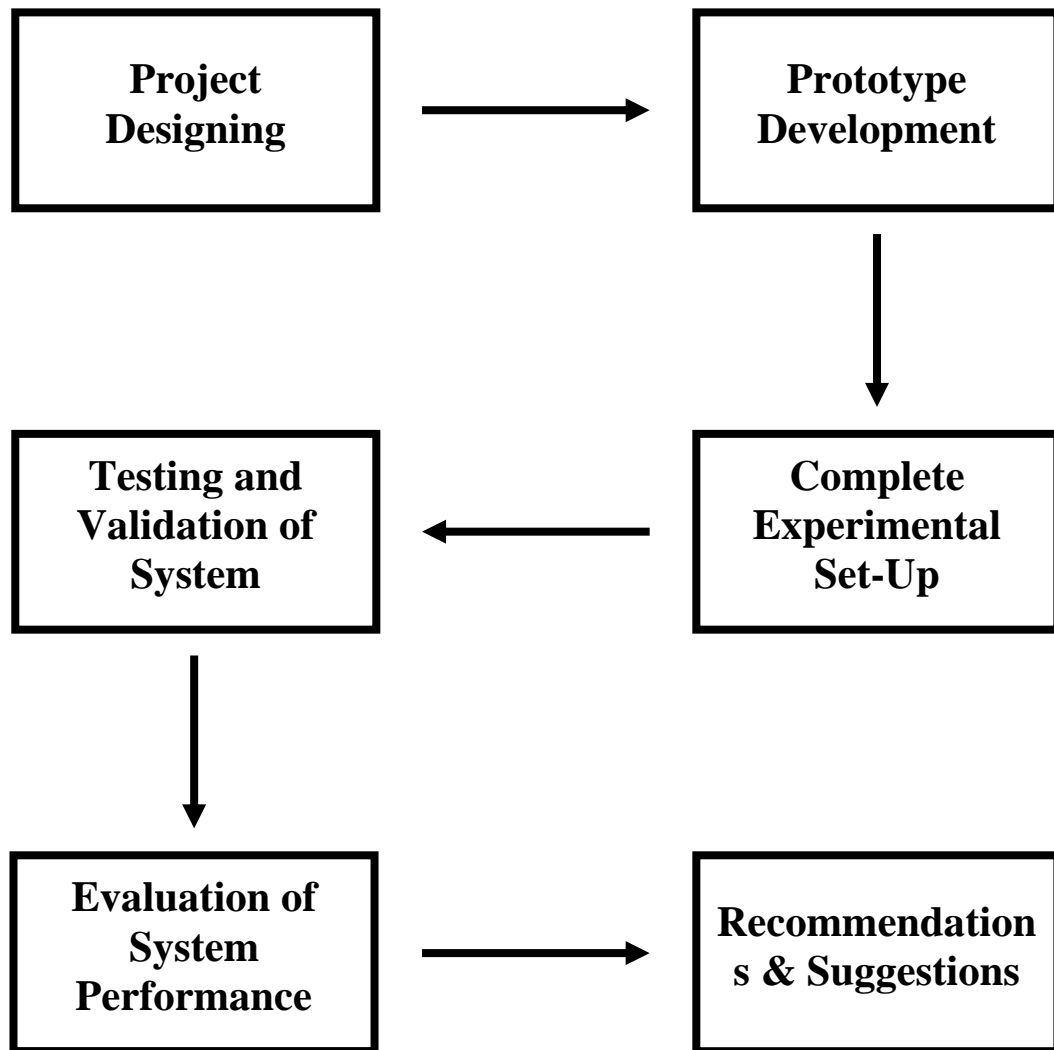 Project
Designing
Prototype
Development
Complete
Experimental
Set-Up
Testing and
Validation of
System
Evaluation of
System
Performance
Recommendation
s & Suggestions